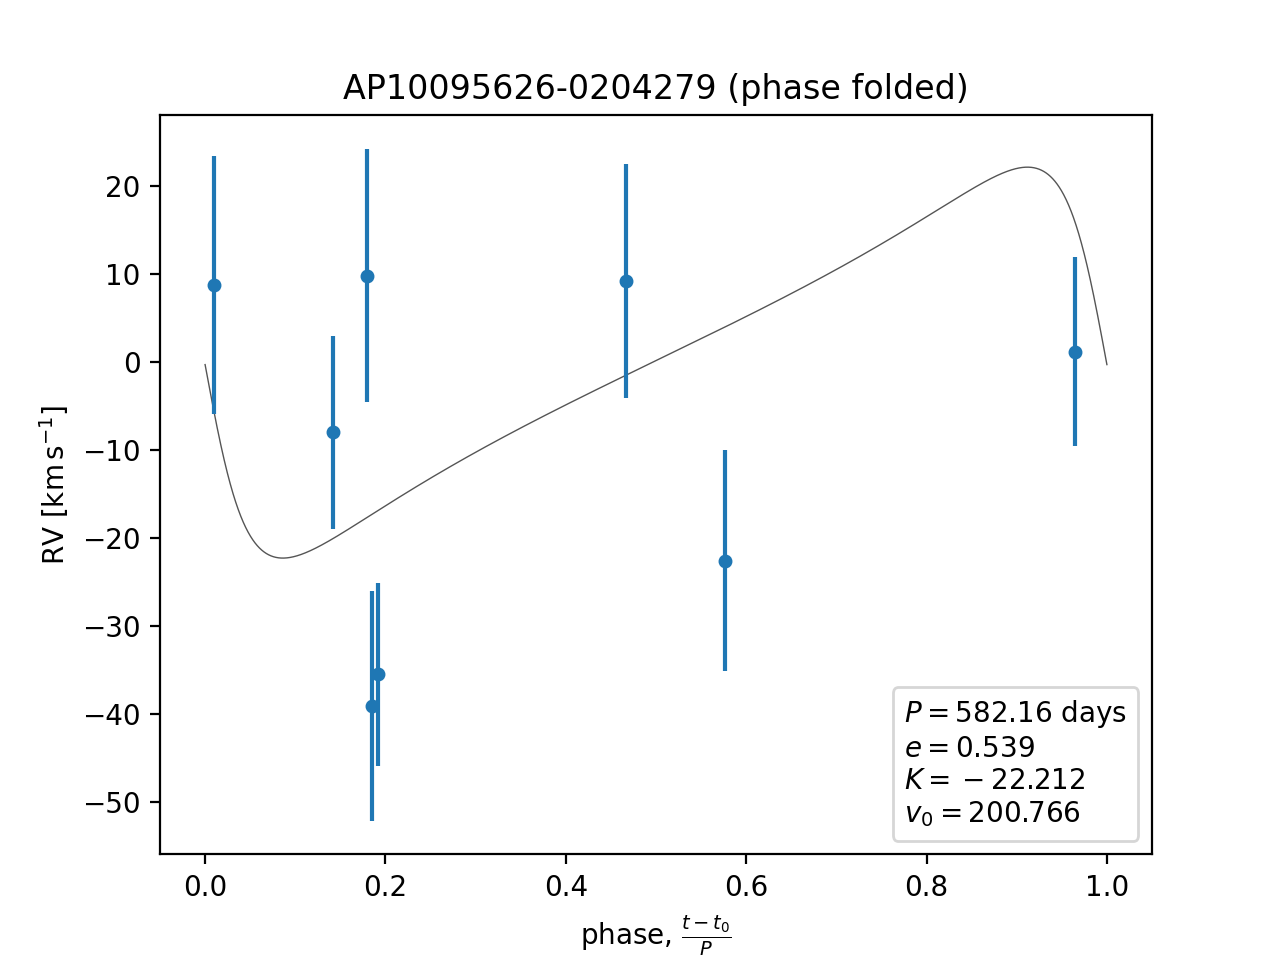 AP10095626-0204279 (phase folded)
RV [km s⁻¹]
20
10
0
−10
−20
−30
−40
−50
P = 582.16 days
e = 0.539
K = −22.212
v₀ = 200.766
0.0 0.2 0.4 0.6 0.8 1.0
phase, (t − t₀)/P